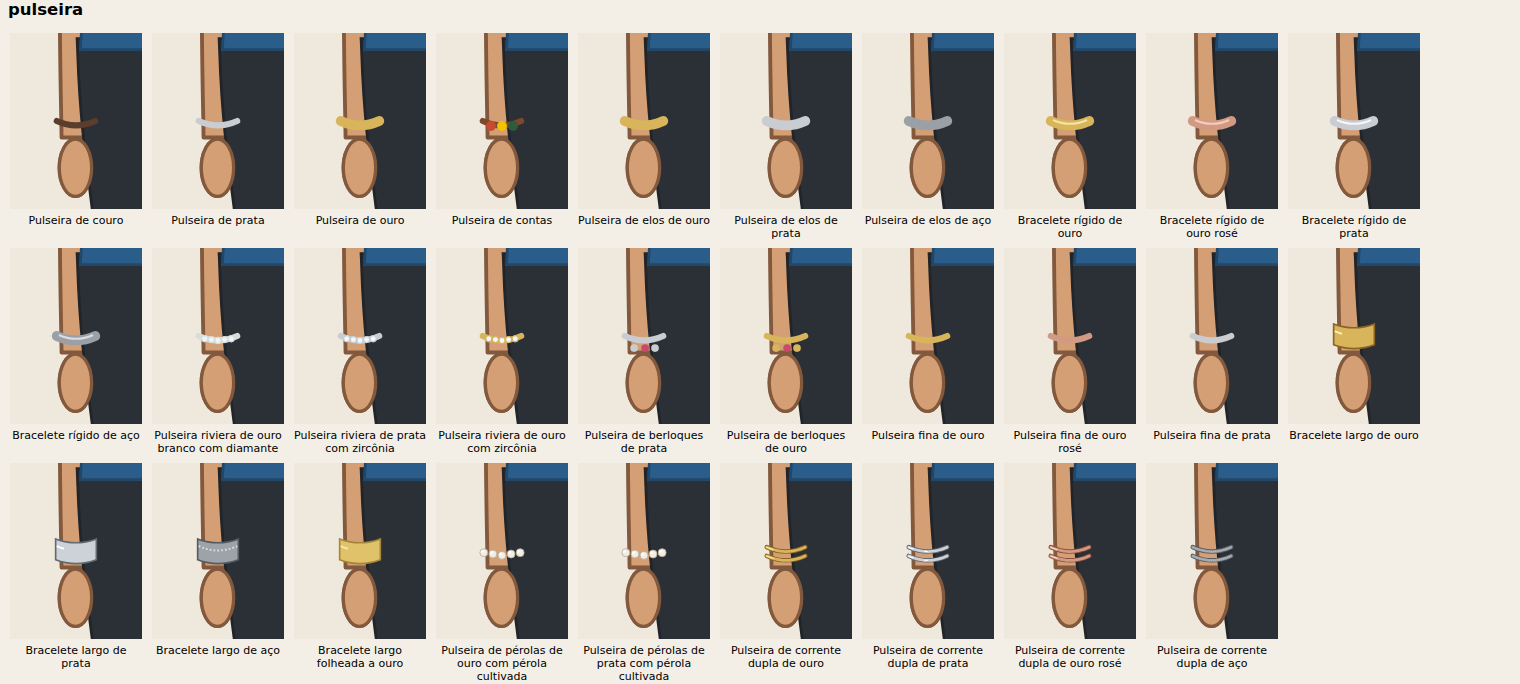 pulseira
Pulseira de couro
Pulseira de prata
Pulseira de ouro
Pulseira de contas
Pulseira de elos de ouro
Pulseira de elos de
prata
Pulseira de elos de aço
Bracelete rígido de
ouro
Bracelete rígido de
ouro rosé
Bracelete rígido de
prata
Bracelete rígido de aço
Pulseira riviera de ouro
branco com diamante
Pulseira riviera de prata
com zircônia
Pulseira riviera de ouro
com zircônia
Pulseira de berloques
de prata
Pulseira de berloques
de ouro
Pulseira fina de ouro
Pulseira fina de ouro
rosé
Pulseira fina de prata
Bracelete largo de ouro
Bracelete largo de
prata
Bracelete largo de aço
Bracelete largo
folheada a ouro
Pulseira de pérolas de
ouro com pérola
cultivada
Pulseira de pérolas de
prata com pérola
cultivada
Pulseira de corrente
dupla de ouro
Pulseira de corrente
dupla de prata
Pulseira de corrente
dupla de ouro rosé
Pulseira de corrente
dupla de aço